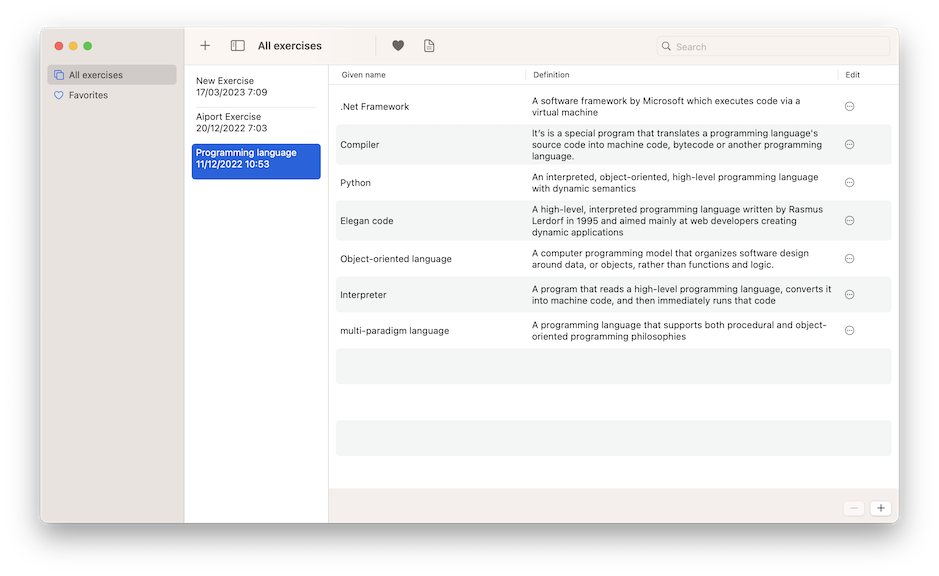 All exercises
Search
All exercises
Favorites
New Exercise
17/03/2023 7:09
Aiport Exercise
20/12/2022 7:03
Programming language
11/12/2022 10:53
Given name
Definition
Edit
.Net Framework
A software framework by Microsoft which executes code via a
virtual machine
Compiler
It's is a special program that translates a programming language's
source code into machine code, bytecode or another programming
language.
Python
An interpreted, object-oriented, high-level programming language
with dynamic semantics
Elegan code
A high-level, interpreted programming language written by Rasmus
Lerdorf in 1995 and aimed mainly at web developers creating
dynamic applications
Object-oriented language
A computer programming model that organizes software design
around data, or objects, rather than functions and logic.
Interpreter
A program that reads a high-level programming language, converts it
into machine code, and then immediately runs that code
multi-paradigm language
A programming language that supports both procedural and object-
oriented programming philosophies